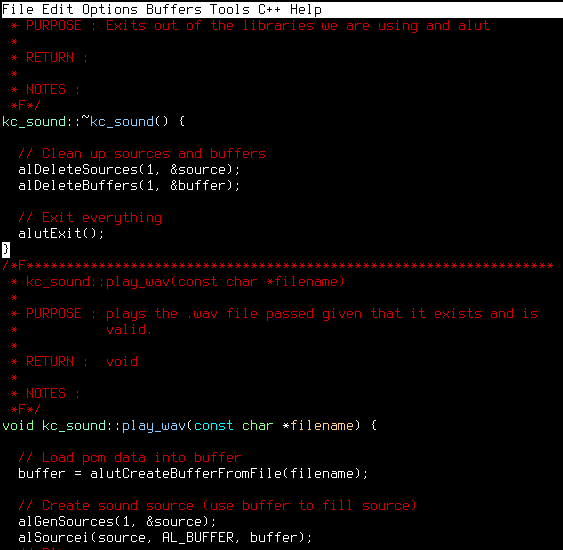 File Edit Options Buffers Tools C++ Help
 * PURPOSE : Exits out of the libraries we are using and alut
 *
 * RETURN :
 *
 * NOTES :
 *F*/
kc_sound::~kc_sound() {
  // Clean up sources and buffers
  alDeleteSources(1, &source);
  alDeleteBuffers(1, &buffer);
  // Exit everything
  alutExit();
}
/*F******************************************************************
 * kc_sound::play_wav(const char *filename)
 *
 * PURPOSE : plays the .wav file passed given that it exists and is
 *           valid.
 *
 * RETURN :  void
 *
 * NOTES :
 *F*/
void kc_sound::play_wav(const char *filename) {
  // Load pcm data into buffer
  buffer = alutCreateBufferFromFile(filename);
  // Create sound source (use buffer to fill source)
  alGenSources(1, &source);
  alSourcei(source, AL_BUFFER, buffer);